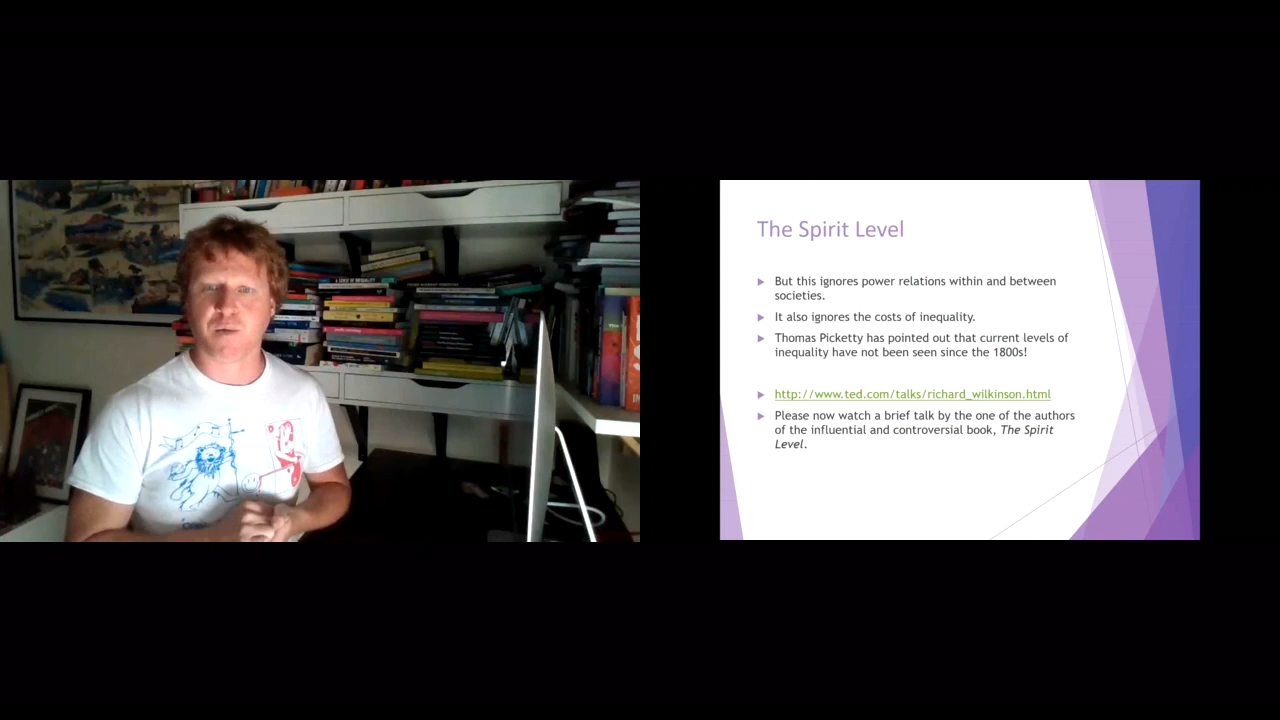 The Spirit Level
But this ignores power relations within and between
societies.
It also ignores the costs of inequality.
Thomas Picketty has pointed out that current levels of
inequality have not been seen since the 1800s!
http://www.ted.com/talks/richard_wilkinson.html
Please now watch a brief talk by the one of the authors
of the influential and controversial book, The Spirit
Level.